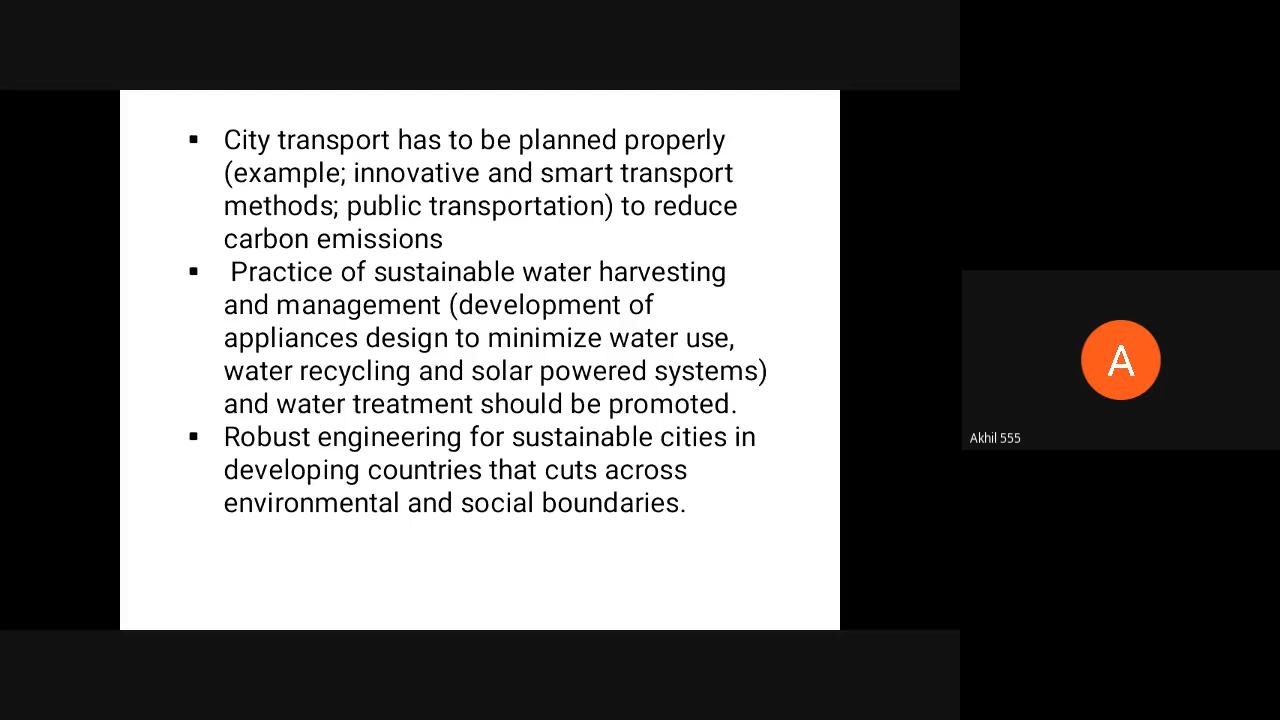 ▪ City transport has to be planned properly
(example; innovative and smart transport
methods; public transportation) to reduce
carbon emissions
▪ Practice of sustainable water harvesting
and management (development of
appliances design to minimize water use,
water recycling and solar powered systems)
and water treatment should be promoted.
▪ Robust engineering for sustainable cities in
developing countries that cuts across
environmental and social boundaries.
A
Akhil 555